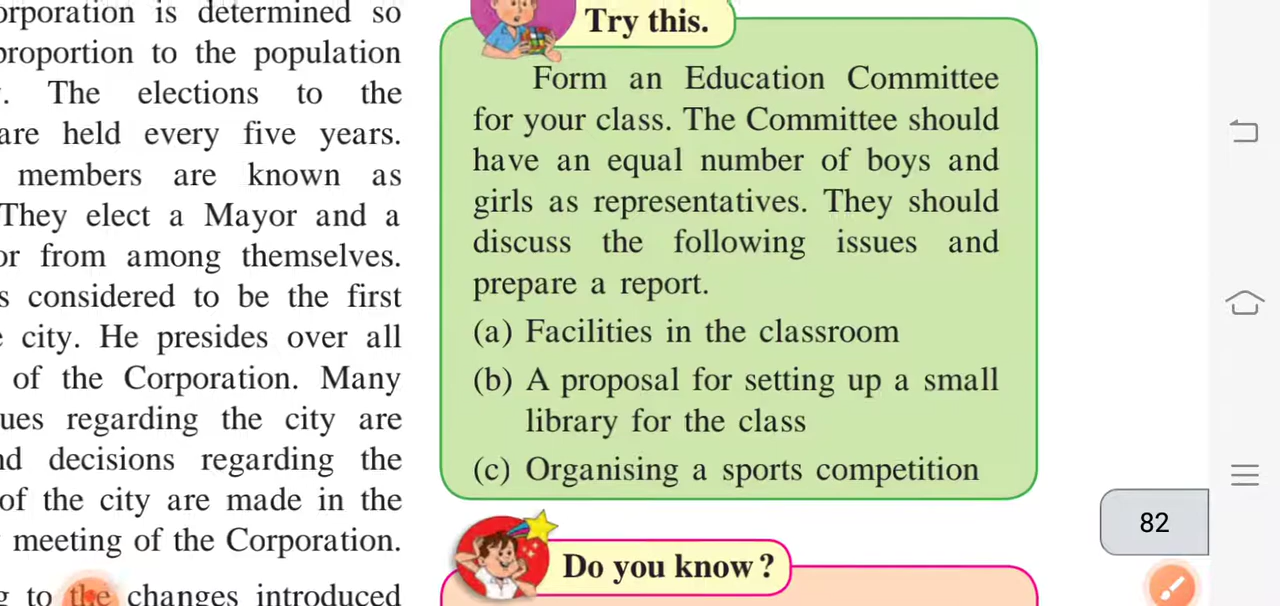 orporation is determined so
proportion to the population
. The elections to the
are held every five years.
members are known as
They elect a Mayor and a
or from among themselves.
s considered to be the first
e city. He presides over all
of the Corporation. Many
ues regarding the city are
nd decisions regarding the
of the city are made in the
meeting of the Corporation.
g to the changes introduced
Try this.
Form an Education Committee
for your class. The Committee should
have an equal number of boys and
girls as representatives. They should
discuss the following issues and
prepare a report.
(a) Facilities in the classroom
(b) A proposal for setting up a small
library for the class
(c) Organising a sports competition
Do you know?
82